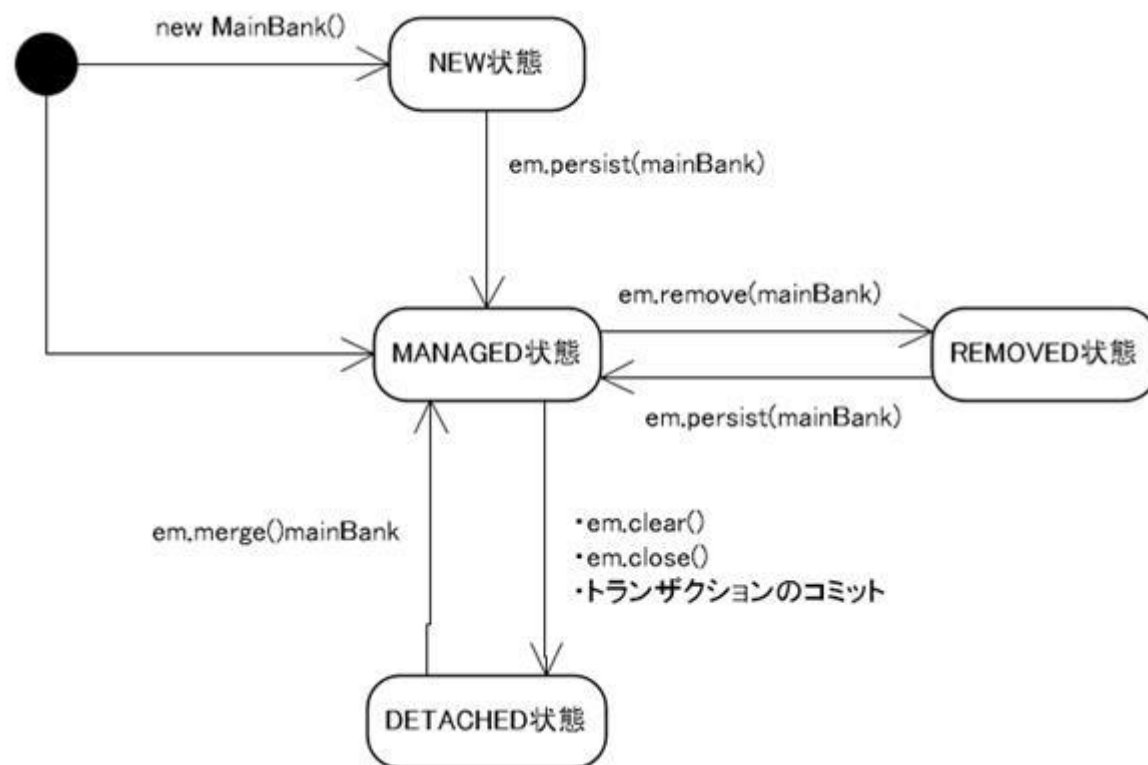 new MainBank()
NEW状態
em.persist(mainBank)
em.remove(mainBank)
MANAGED状態
REMOVED状態
em.persist(mainBank)
em.merge()mainBank
・em.clear()
・em.close()
・トランザクションのコミット
DETACHED状態